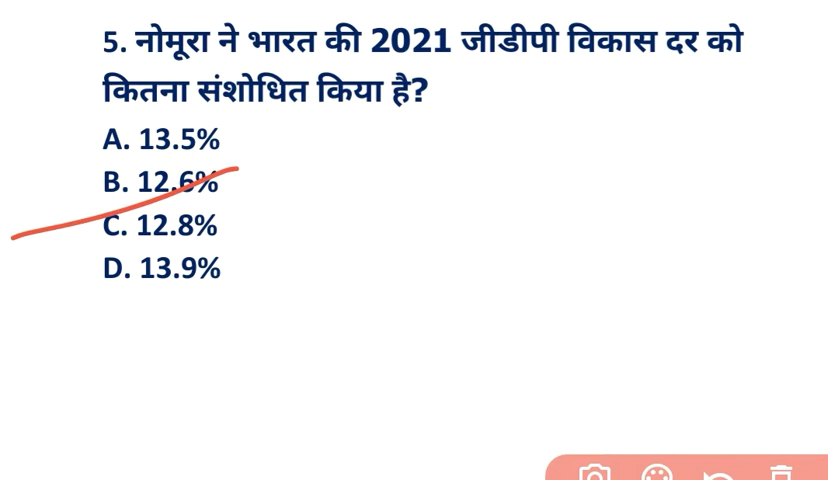 5. नोमूरा ने भारत की 2021 जीडीपी विकास दर को
कितना संशोधित किया है?
A. 13.5%
B. 12.6%
C. 12.8%
D. 13.9%